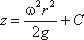 z = ω²r²/2g + C